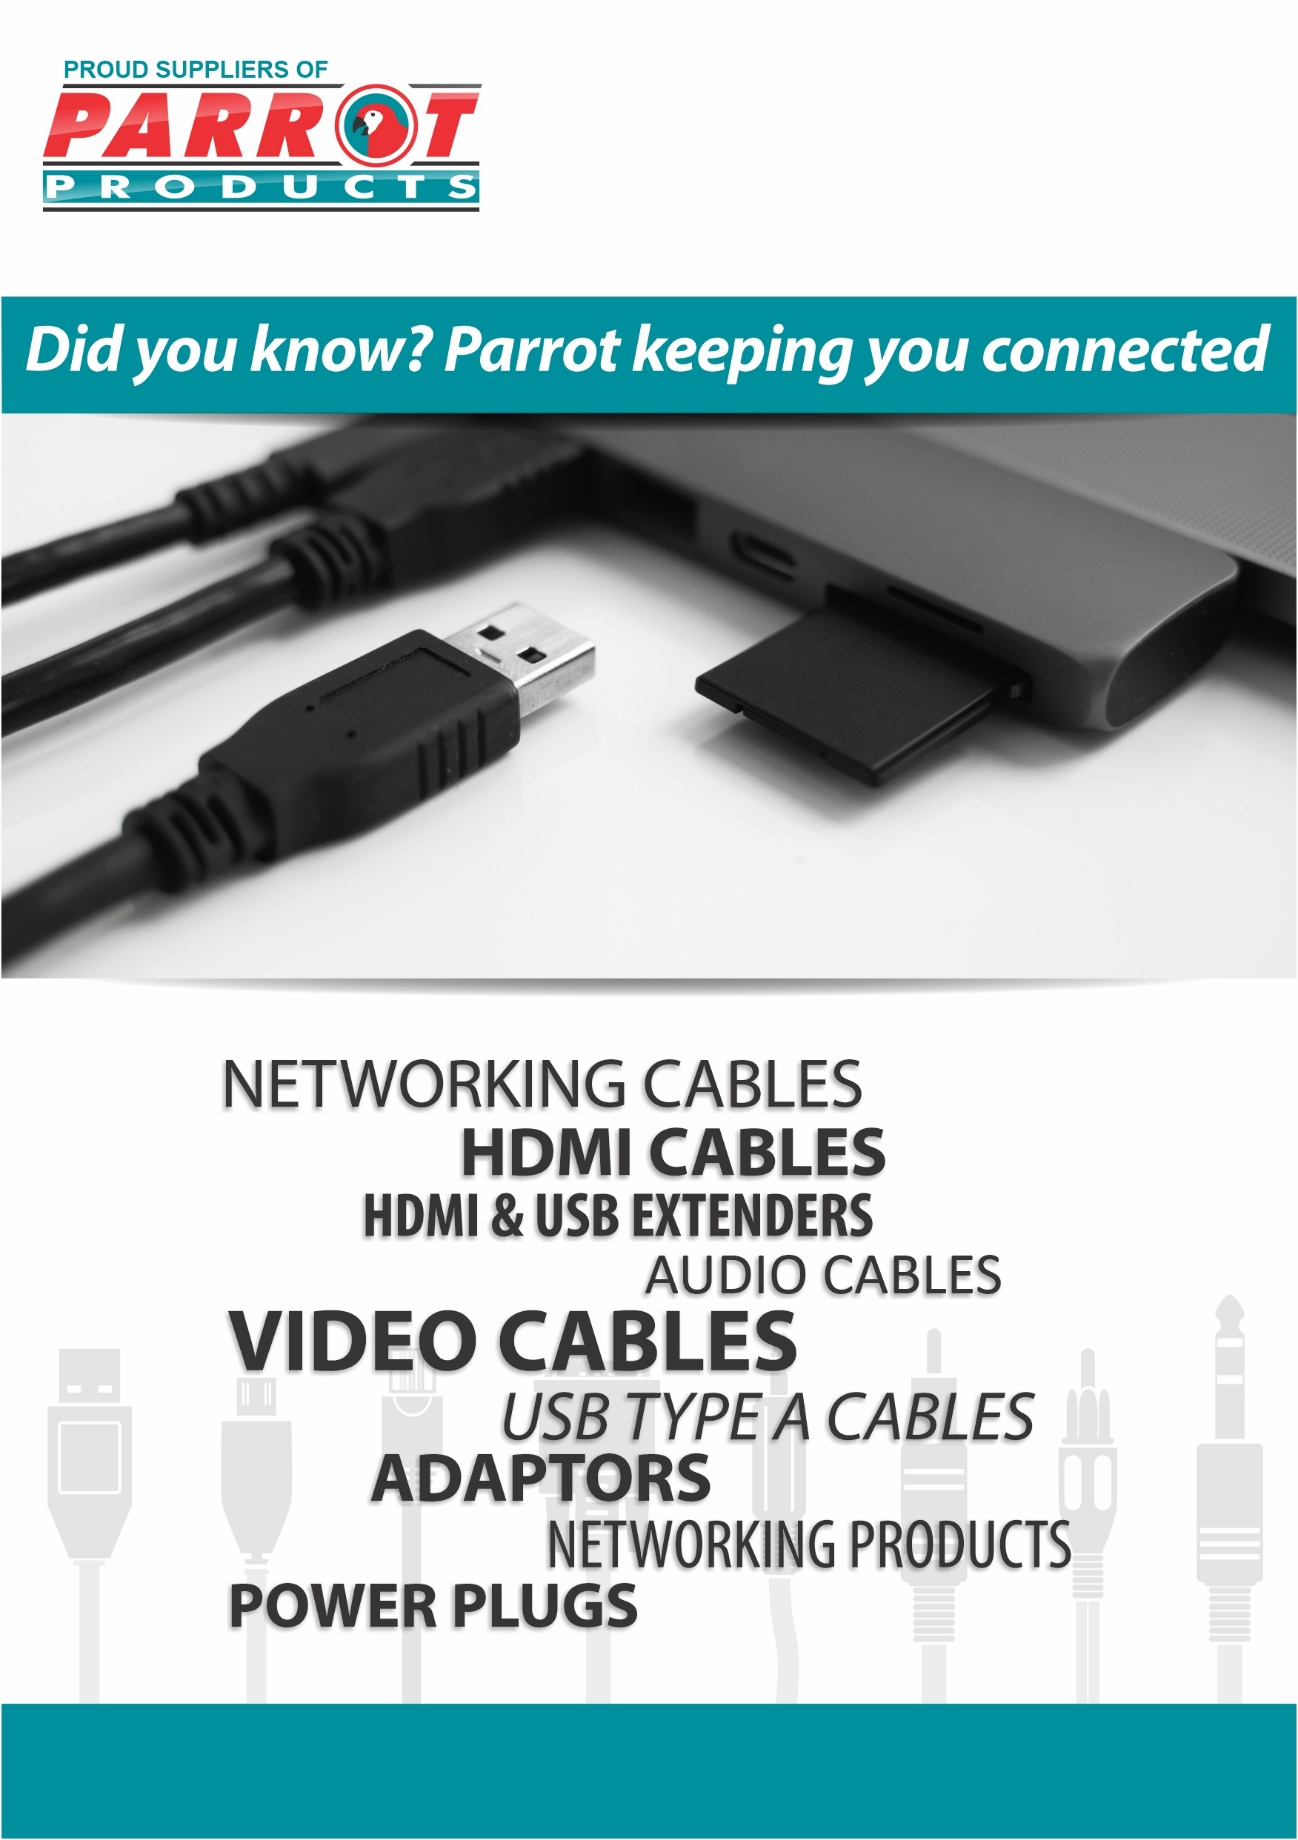 PROUD SUPPLIERS OF
PARROT
PRODUCTS
Did you know? Parrot keeping you connected
NETWORKING CABLES
HDMI CABLES
HDMI & USB EXTENDERS
AUDIO CABLES
VIDEO CABLES
USB TYPE A CABLES
ADAPTORS
NETWORKING PRODUCTS
POWER PLUGS